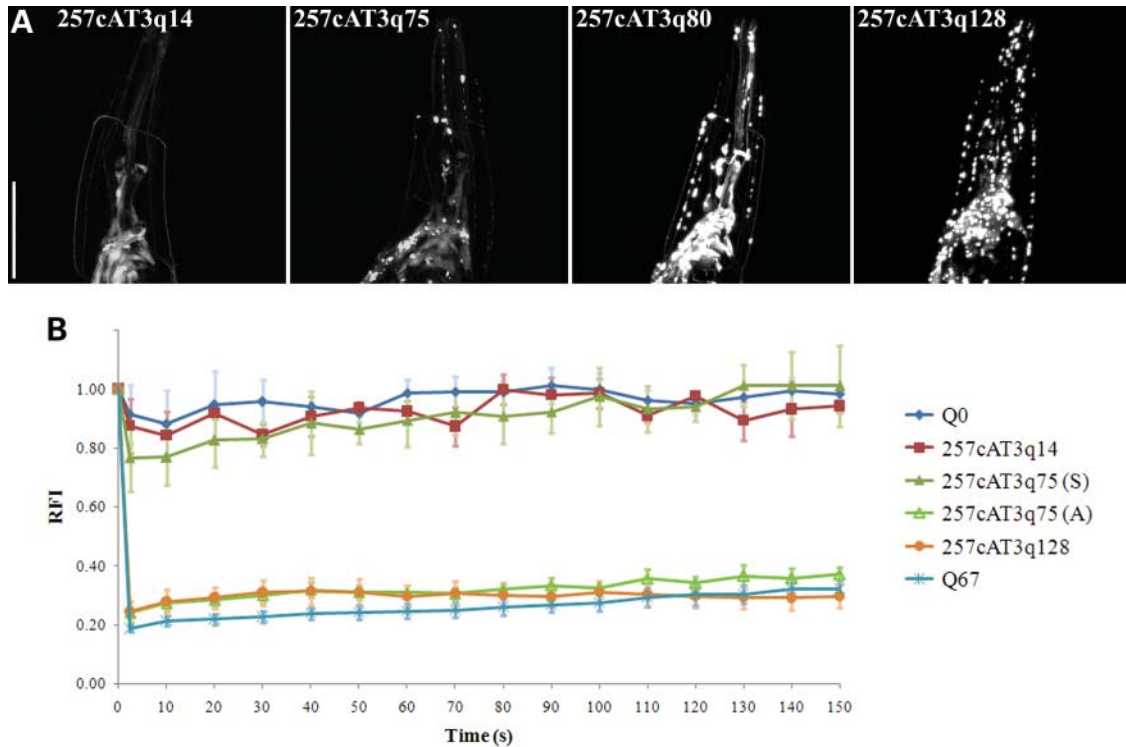 A 257cAT3q14 257cAT3q75 257cAT3q80 257cAT3q128
B
1.00
0.80
0.60
0.40
0.20
0.00
RFI
0 10 20 30 40 50 60 70 80 90 100 110 120 130 140 150
Time (s)
Q0
257cAT3q14
257cAT3q75 (S)
257cAT3q75 (A)
257cAT3q128
Q67